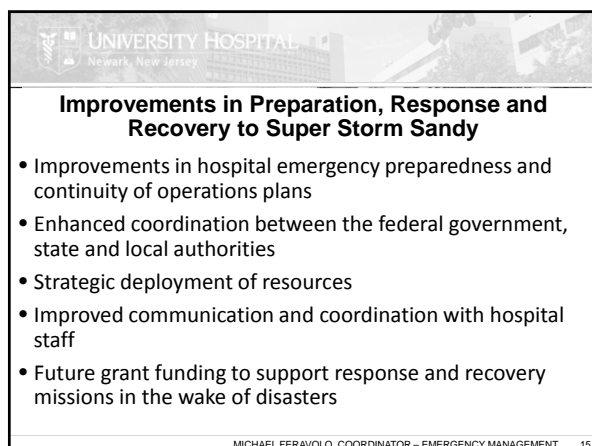 UNIVERSITY HOSPITAL
Newark, New Jersey
Improvements in Preparation, Response and
Recovery to Super Storm Sandy
• Improvements in hospital emergency preparedness and
continuity of operations plans
• Enhanced coordination between the federal government,
state and local authorities
• Strategic deployment of resources
• Improved communication and coordination with hospital
staff
• Future grant funding to support response and recovery
missions in the wake of disasters
MICHAEL FERAVOLO, COORDINATOR – EMERGENCY MANAGEMENT 15